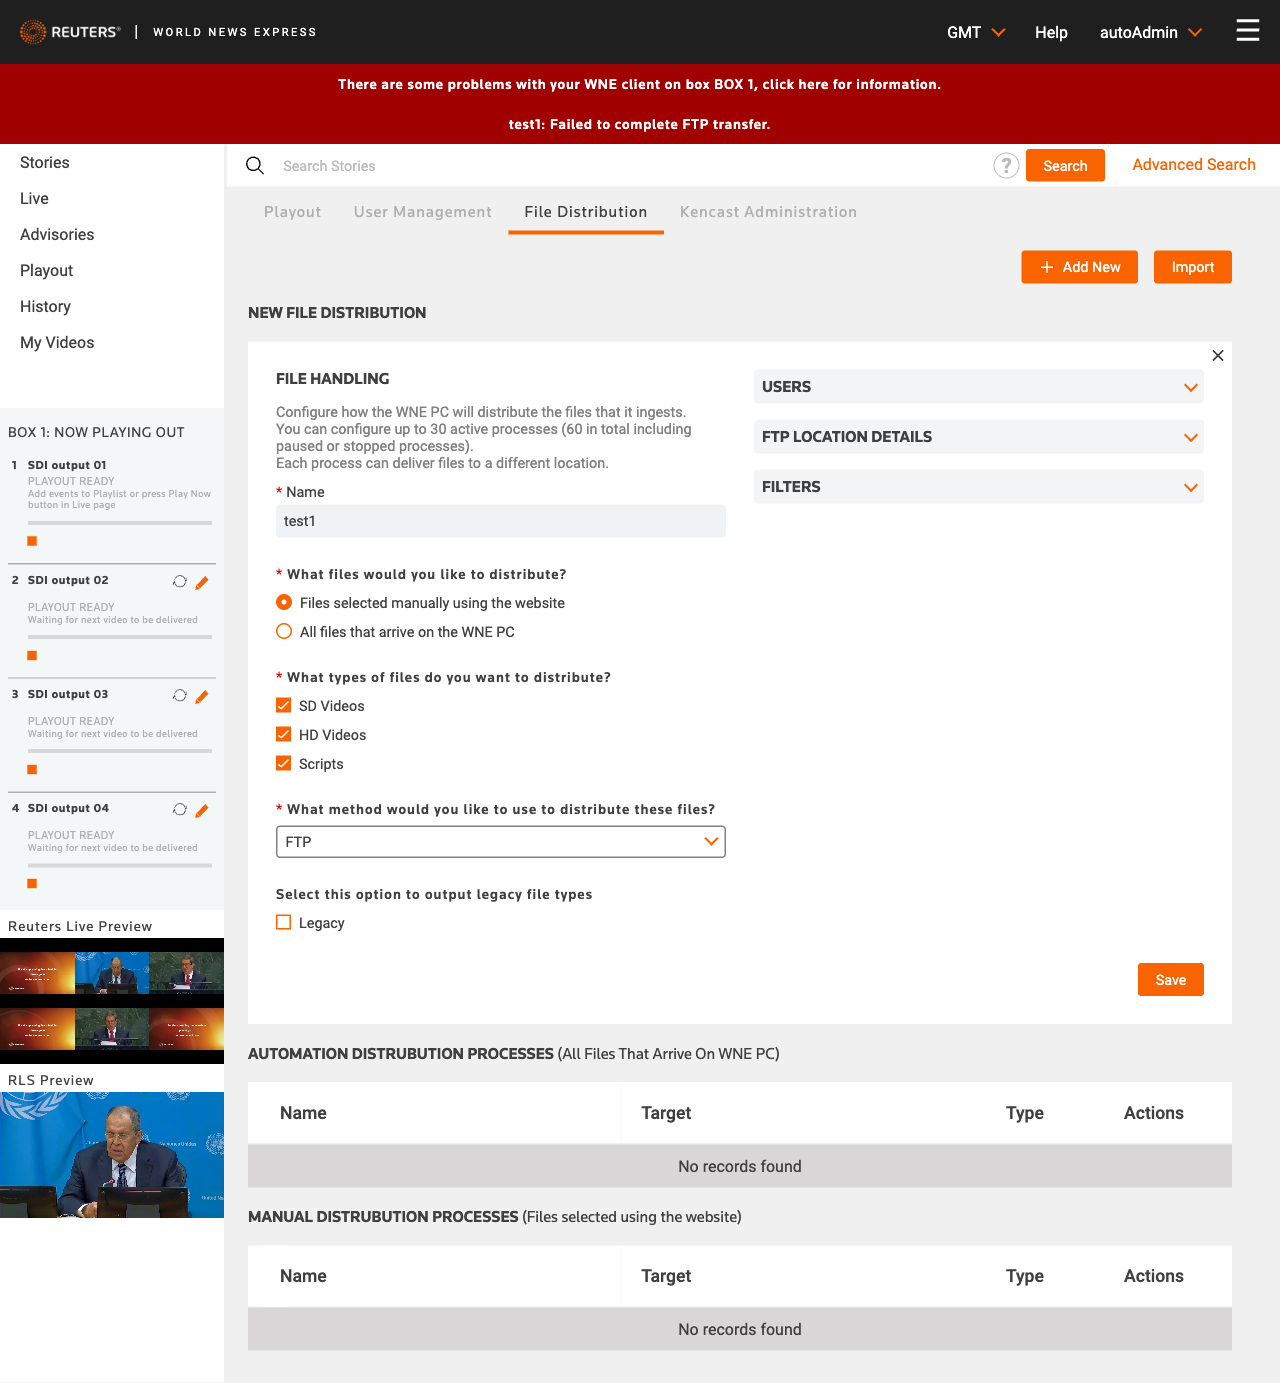 REUTERS® | WORLD NEWS EXPRESS
GMT
Help
autoAdmin
There are some problems with your WNE client on box BOX 1, click here for information.
test1: Failed to complete FTP transfer.
Stories
Live
Advisories
Playout
History
My Videos
BOX 1: NOW PLAYING OUT
1 SDI output 01
PLAYOUT READY
Add events to Playlist or press Play Now
button in Live page
2 SDI output 02
PLAYOUT READY
Waiting for next video to be delivered
3 SDI output 03
PLAYOUT READY
Waiting for next video to be delivered
4 SDI output 04
PLAYOUT READY
Waiting for next video to be delivered
Reuters Live Preview
RLS Preview
Search Stories
?
Search
Advanced Search
Playout
User Management
File Distribution
Kencast Administration
+ Add New
Import
NEW FILE DISTRIBUTION
FILE HANDLING
Configure how the WNE PC will distribute the files that it ingests.
You can configure up to 30 active processes (60 in total including
paused or stopped processes).
Each process can deliver files to a different location.
* Name
test1
* What files would you like to distribute?
Files selected manually using the website
All files that arrive on the WNE PC
* What types of files do you want to distribute?
SD Videos
HD Videos
Scripts
* What method would you like to use to distribute these files?
FTP
Select this option to output legacy file types
Legacy
USERS
FTP LOCATION DETAILS
FILTERS
Save
AUTOMATION DISTRUBUTION PROCESSES (All Files That Arrive On WNE PC)
Name Target Type Actions
No records found
MANUAL DISTRUBUTION PROCESSES (Files selected using the website)
Name Target Type Actions
No records found